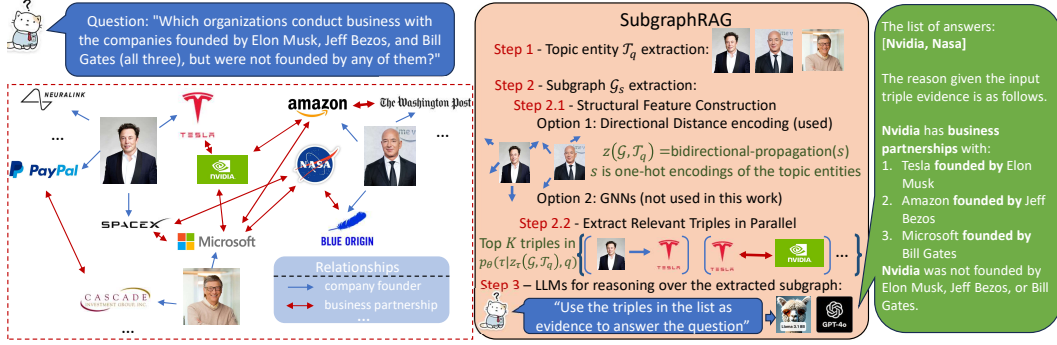 Question: "Which organizations conduct business with
the companies founded by Elon Musk, Jeff Bezos, and Bill
Gates (all three), but were not founded by any of them?"
NEURALINK
...
TESLA
amazon
The Washington Post
...
PayPal
NVIDIA
NASA
SPACEX
Microsoft
BLUE ORIGIN
CASCADE
INVESTMENT GROUP, INC.
...
Relationships
company founder
business partnership
...
SubgraphRAG
Step 1 - Topic entity 𝒯q extraction:
Step 2 - Subgraph 𝒢s extraction:
Step 2.1 - Structural Feature Construction
Option 1: Directional Distance encoding (used)
z(𝒢, 𝒯q) =bidirectional-propagation(s)
s is one-hot encodings of the topic entities
Option 2: GNNs (not used in this work)
Step 2.2 - Extract Relevant Triples in Parallel
Top K triples in
pθ(τ|zτ(𝒢, 𝒯q), q)
TESLA
TESLA
NVIDIA
...
Step 3 – LLMs for reasoning over the extracted subgraph:
"Use the triples in the list as
evidence to answer the question"
Llama 3.1 8B
GPT-4o
The list of answers:
[Nvidia, Nasa]
The reason given the input
triple evidence is as follows.
Nvidia has business
partnerships with:
1. Tesla founded by Elon
Musk
2. Amazon founded by Jeff
Bezos
3. Microsoft founded by
Bill Gates
Nvidia was not founded by
Elon Musk, Jeff Bezos, or Bill
Gates.